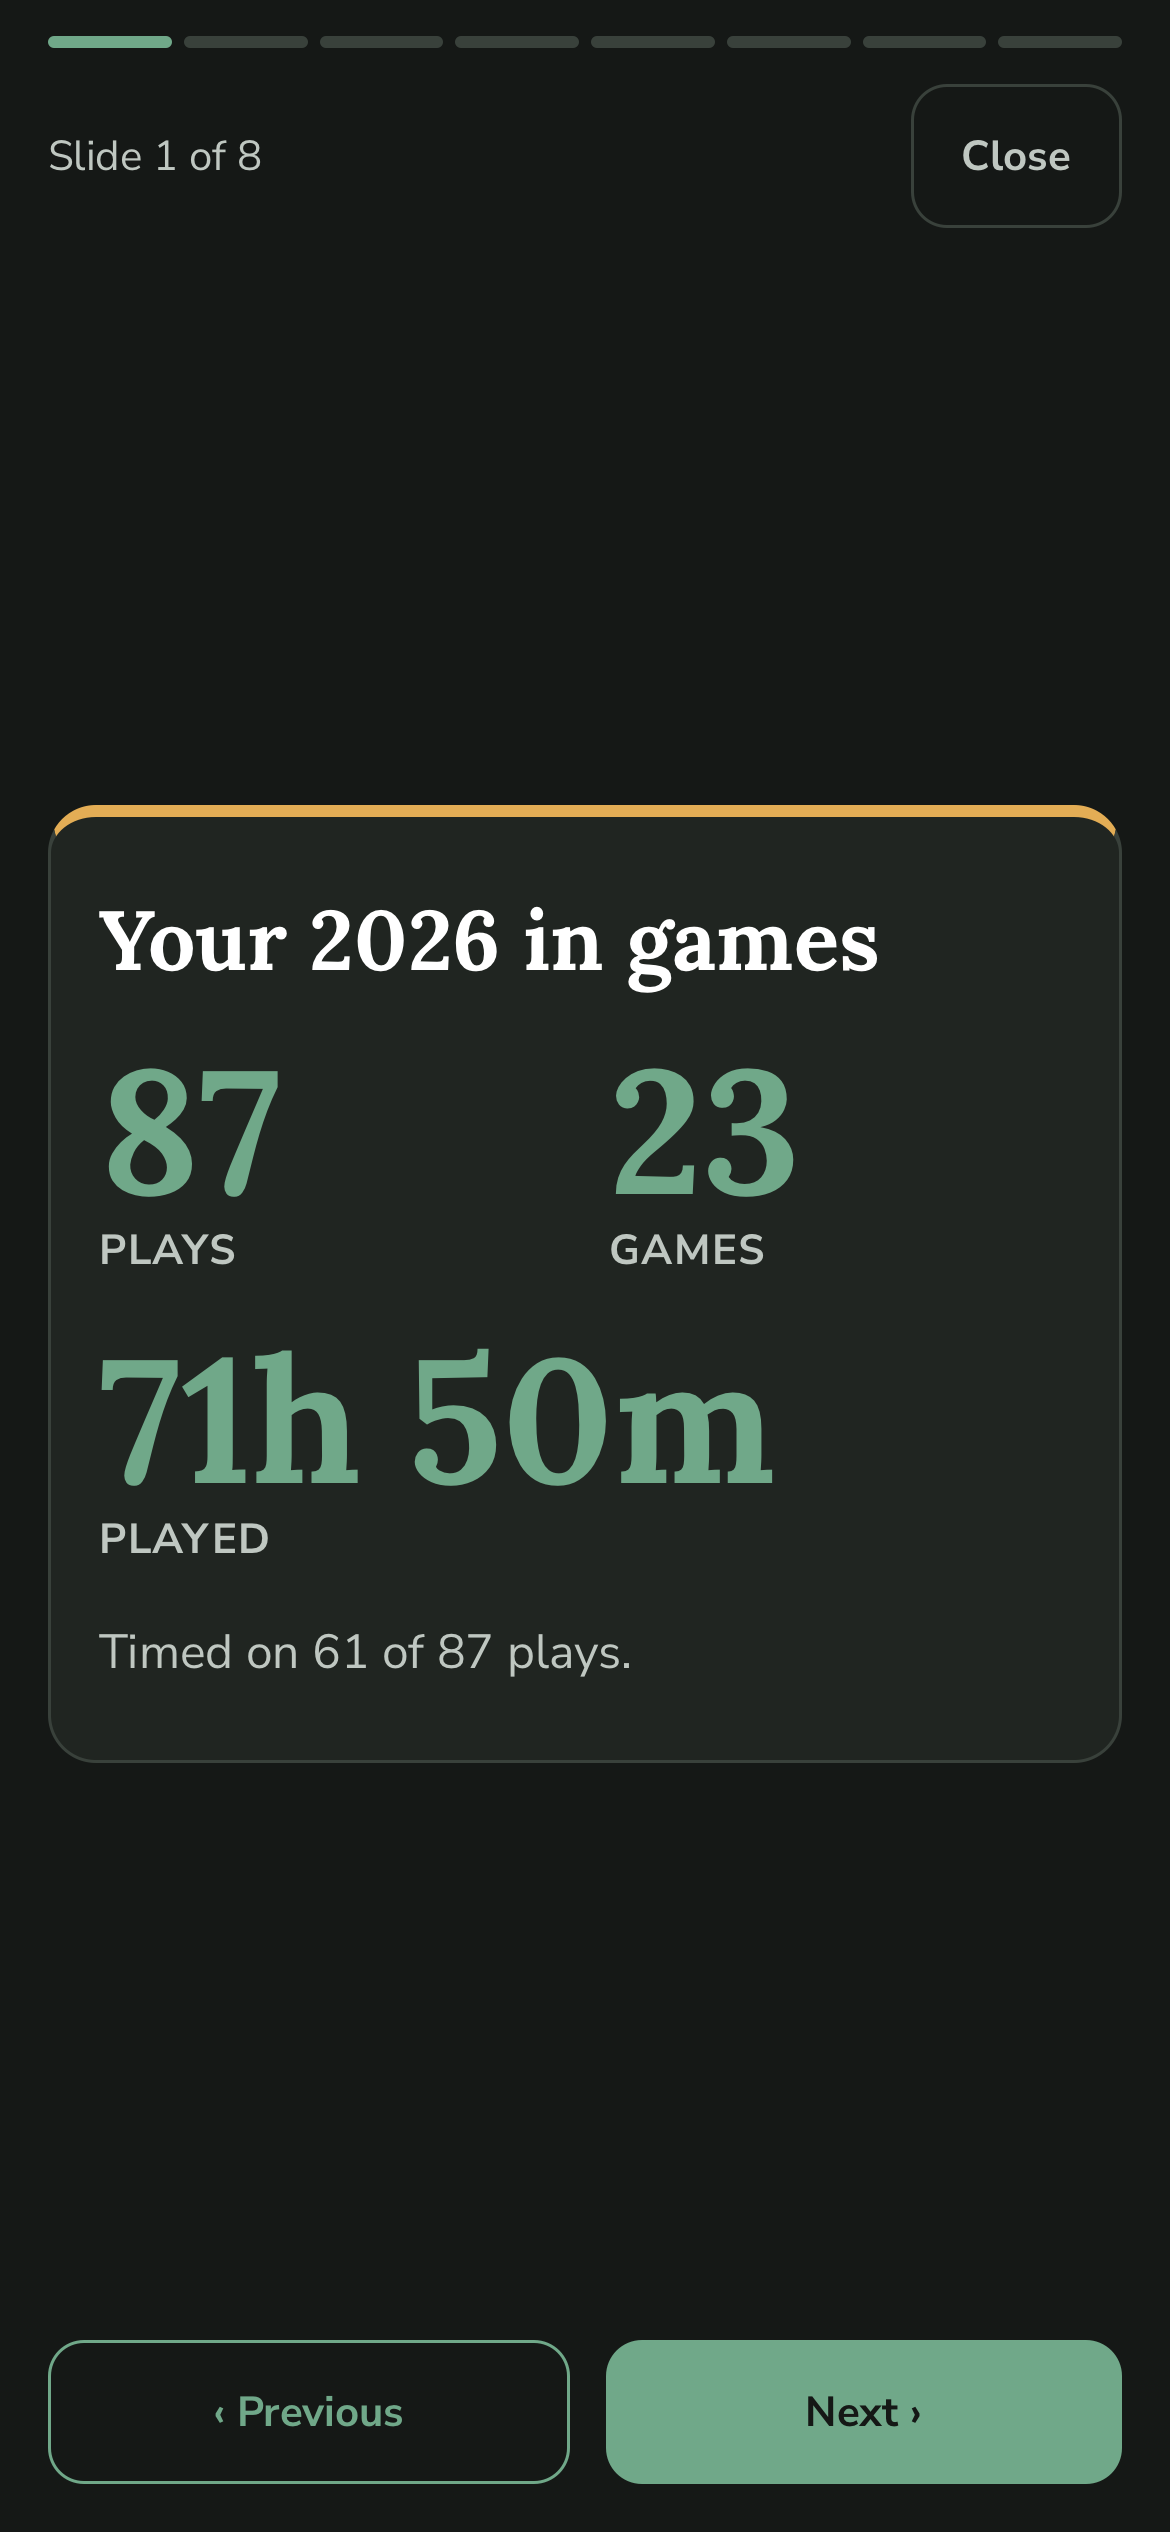 Slide 1 of 8
Close
Your 2026 in games
87
PLAYS
23
GAMES
71h 50m
PLAYED
Timed on 61 of 87 plays.
‹ Previous
Next ›